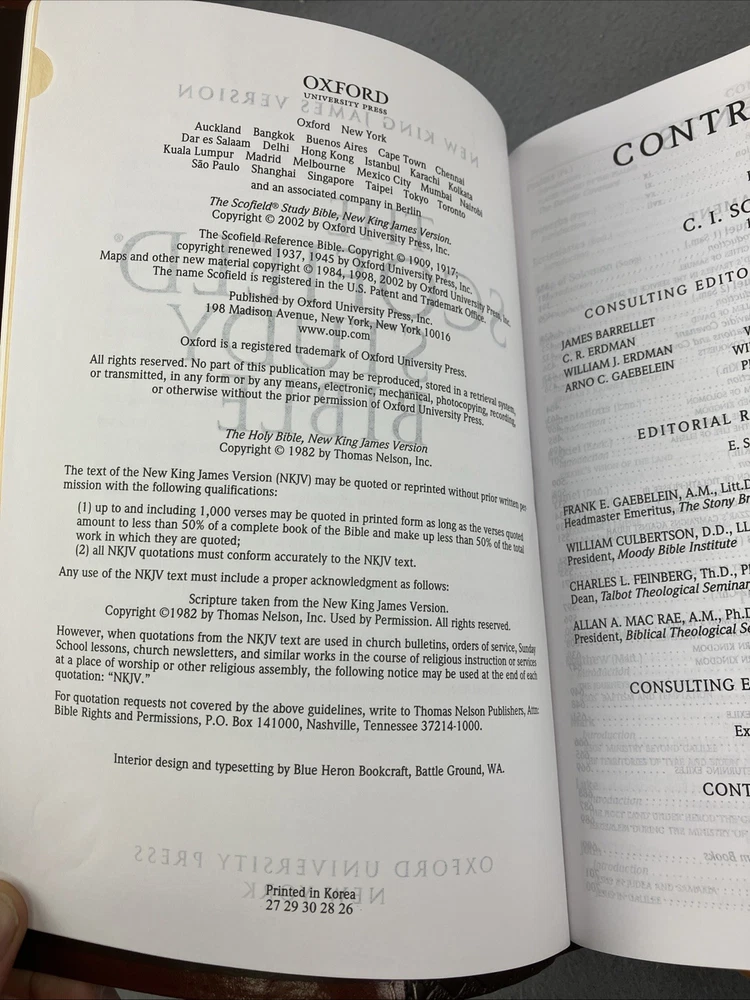 OXFORD
UNIVERSITY PRESS
Oxford New York
Auckland Bangkok Buenos Aires Cape Town Chennai
Dar es Salaam Delhi Hong Kong Istanbul Karachi Kolkata
Kuala Lumpur Madrid Melbourne Mexico City Mumbai Nairobi
São Paulo Shanghai Singapore Taipei Tokyo Toronto
and an associated company in Berlin
The Scofield® Study Bible, New King James Version.
Copyright © 2002 by Oxford University Press, Inc.
The Scofield Reference Bible. Copyright © 1909, 1917;
copyright renewed 1937, 1945 by Oxford University Press, Inc.
Maps and other new material copyright © 1984, 1998, 2002 by Oxford University Press, Inc.
The name Scofield is registered in the U.S. Patent and Trademark Office.
Published by Oxford University Press, Inc.
198 Madison Avenue, New York, New York 10016
www.oup.com
Oxford is a registered trademark of Oxford University Press.
All rights reserved. No part of this publication may be reproduced, stored in a retrieval system,
or transmitted, in any form or by any means, electronic, mechanical, photocopying, recording,
or otherwise without the prior permission of Oxford University Press.
The Holy Bible, New King James Version
Copyright © 1982 by Thomas Nelson, Inc.
The text of the New King James Version (NKJV) may be quoted or reprinted without prior written per
mission with the following qualifications:
(1) up to and including 1,000 verses may be quoted in printed form as long as the verses quoted
amount to less than 50% of a complete book of the Bible and make up less than 50% of the total
work in which they are quoted;
(2) all NKJV quotations must conform accurately to the NKJV text.
Any use of the NKJV text must include a proper acknowledgment as follows:
Scripture taken from the New King James Version.
Copyright ©1982 by Thomas Nelson, Inc. Used by Permission. All rights reserved.
However, when quotations from the NKJV text are used in church bulletins, orders of service, Sunday
School lessons, church newsletters, and similar works in the course of religious instruction or services
at a place of worship or other religious assembly, the following notice may be used at the end of each
quotation: “NKJV.”
For quotation requests not covered by the above guidelines, write to Thomas Nelson Publishers, Attn:
Bible Rights and Permissions, P.O. Box 141000, Nashville, Tennessee 37214-1000.
Interior design and typesetting by Blue Heron Bookcraft, Battle Ground, WA.
Printed in Korea
27 29 30 28 26
CONTR
C. I. SC
CONSULTING EDITO
JAMES BARRELLET
C. R. ERDMAN
WILLIAM J. ERDMAN
ARNO C. GAEBELEIN
W
WI
P
EDITORIAL R
E. S
FRANK E. GAEBELEIN, A.M., Litt.D
Headmaster Emeritus, The Stony Br
WILLIAM CULBERTSON, D.D., LL
President, Moody Bible Institute
CHARLES L. FEINBERG, Th.D., Ph
Dean, Talbot Theological Seminar
ALLAN A. MAC RAE, A.M., Ph.D
President, Biblical Theological Se
CONSULTING E
Ex
CONT